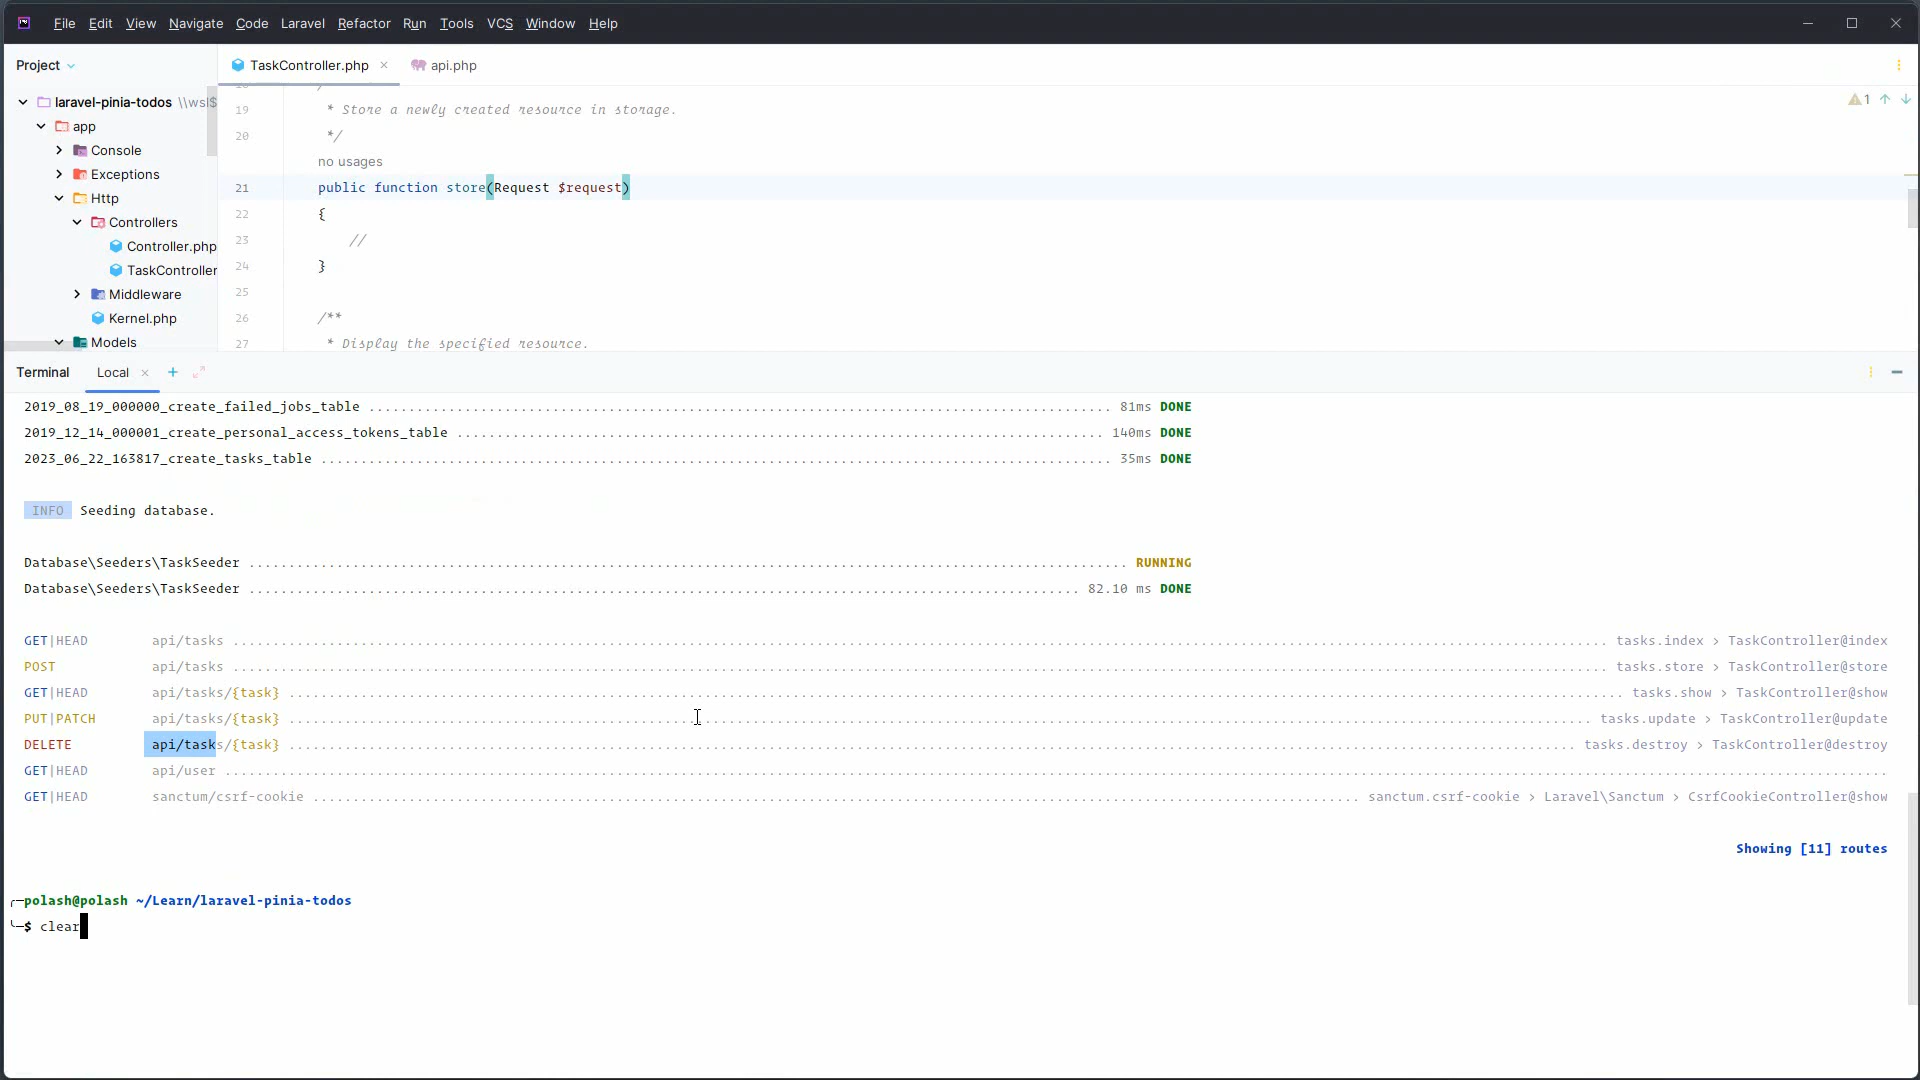 File Edit View Navigate Code Laravel Refactor Run Tools VCS Window Help
Project
TaskController.php
api.php
laravel-pinia-todos \\wsl$
app
Console
Exceptions
Http
Controllers
Controller.php
TaskController
Middleware
Kernel.php
Models
1
19 * Store a newly created resource in storage.
20 */
no usages
21 public function store(Request $request)
22 {
23 //
24 }
25
26 /**
27 * Display the specified resource.
Terminal Local
2019_08_19_000000_create_failed_jobs_table ........ 81ms DONE
2019_12_14_000001_create_personal_access_tokens_table ........ 140ms DONE
2023_06_22_163817_create_tasks_table ........ 35ms DONE
INFO Seeding database.
Database\Seeders\TaskSeeder ........ RUNNING
Database\Seeders\TaskSeeder ........ 82.10 ms DONE
GET|HEAD api/tasks ........ tasks.index › TaskController@index
POST api/tasks ........ tasks.store › TaskController@store
GET|HEAD api/tasks/{task} ........ tasks.show › TaskController@show
PUT|PATCH api/tasks/{task} ........ tasks.update › TaskController@update
DELETE api/tasks/{task} ........ tasks.destroy › TaskController@destroy
GET|HEAD api/user ........
GET|HEAD sanctum/csrf-cookie ........ sanctum.csrf-cookie › Laravel\Sanctum › CsrfCookieController@show
Showing [11] routes
╭─polash@polash ~/Learn/laravel-pinia-todos
╰─$ clear